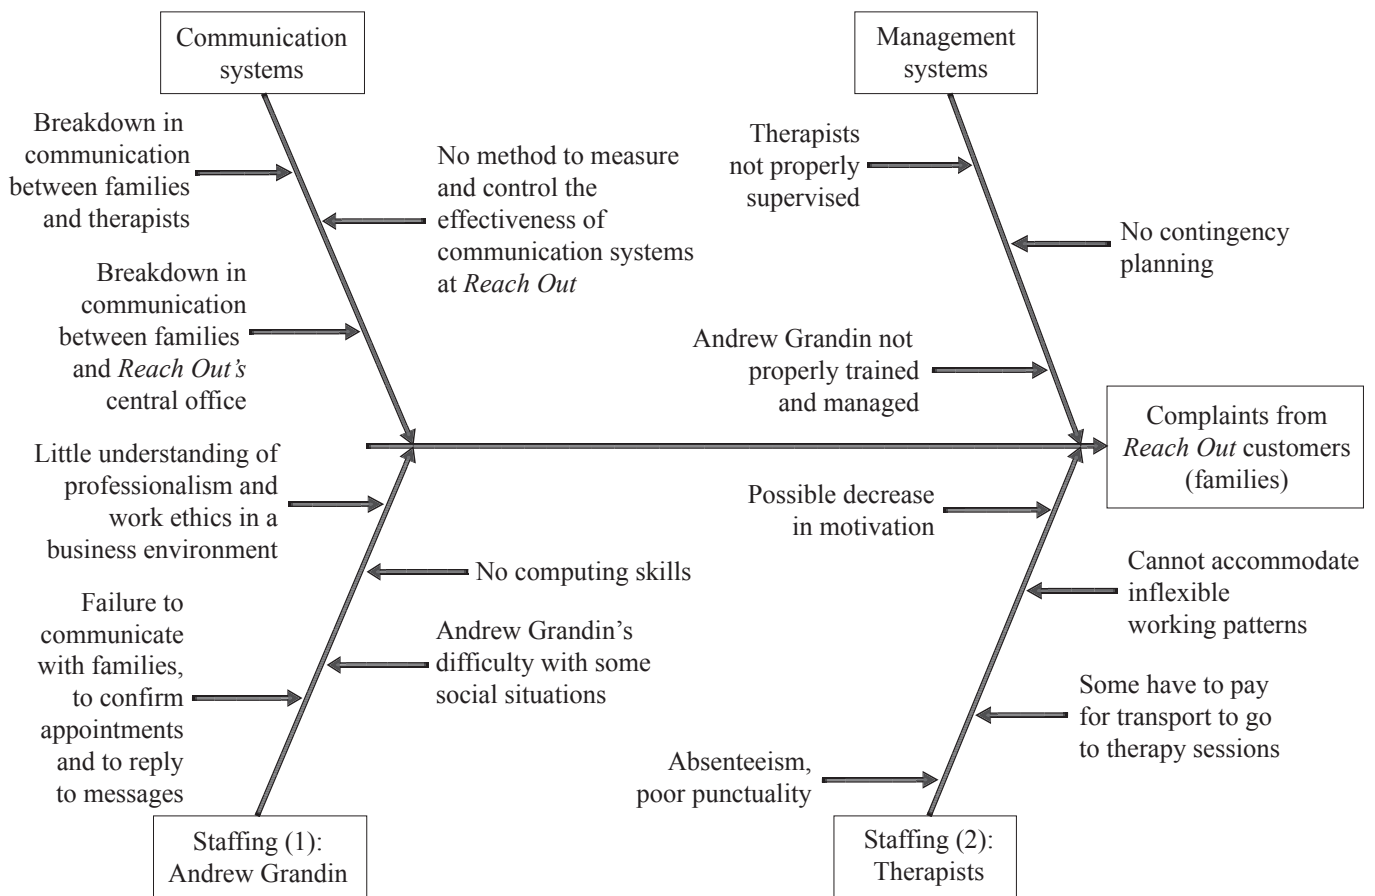 Communication
systems
Management
systems
Breakdown in
communication
between families
and therapists
No method to measure
and control the
effectiveness of
communication systems
at Reach Out
Breakdown in
communication
between families
and Reach Out's
central office
Therapists
not properly
supervised
No contingency
planning
Andrew Grandin not
properly trained
and managed
Complaints from
Reach Out customers
(families)
Little understanding of
professionalism and
work ethics in a
business environment
No computing skills
Failure to
communicate
with families,
to confirm
appointments
and to reply
to messages
Andrew Grandin's
difficulty with some
social situations
Possible decrease
in motivation
Cannot accommodate
inflexible
working patterns
Some have to pay
for transport to go
to therapy sessions
Absenteeism,
poor punctuality
Staffing (1):
Andrew Grandin
Staffing (2):
Therapists